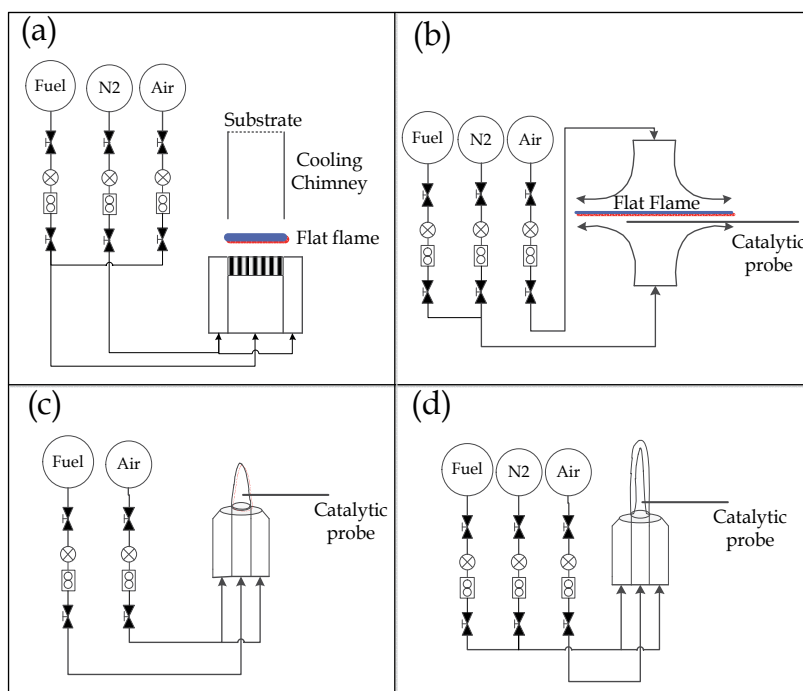 (a)
Fuel
N2
Air
Substrate
Cooling
Chimney
Flat flame
(b)
Fuel
N2
Air
Flat Flame
Catalytic
probe
(c)
Fuel
Air
Catalytic
probe
(d)
Fuel
N2
Air
Catalytic
probe